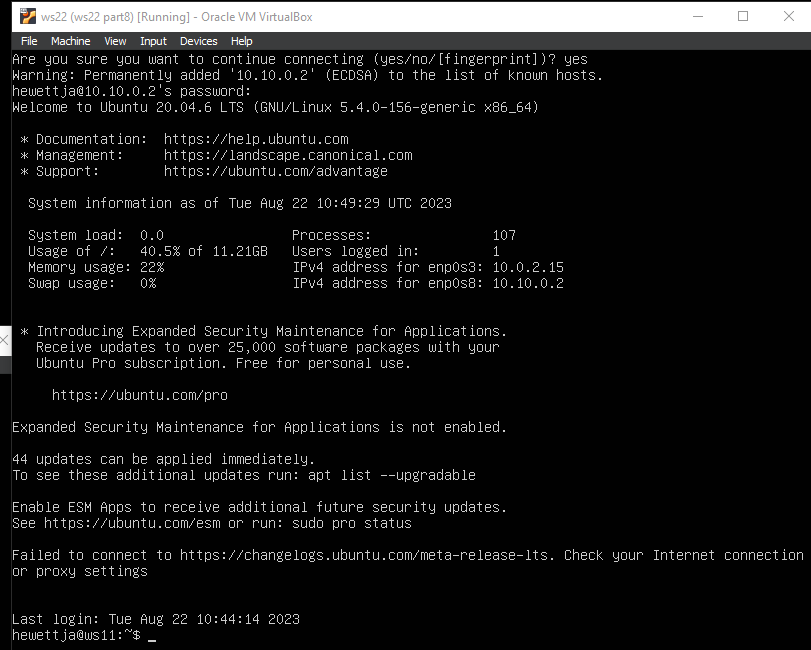 ws22 (ws22 part8) [Running] - Oracle VM VirtualBox
File Machine View Input Devices Help
Are you sure you want to continue connecting (yes/no/[fingerprint])? yes
Warning: Permanently added '10.10.0.2' (ECDSA) to the list of known hosts.
hewettja@10.10.0.2's password:
Welcome to Ubuntu 20.04.6 LTS (GNU/Linux 5.4.0-156-generic x86_64)
* Documentation: https://help.ubuntu.com
* Management: https://landscape.canonical.com
* Support: https://ubuntu.com/advantage
System information as of Tue Aug 22 10:49:29 UTC 2023
System load: 0.0 Processes: 107
Usage of /: 40.5% of 11.21GB Users logged in: 1
Memory usage: 22% IPv4 address for enp0s3: 10.0.2.15
Swap usage: 0% IPv4 address for enp0s8: 10.10.0.2
* Introducing Expanded Security Maintenance for Applications.
Receive updates to over 25,000 software packages with your
Ubuntu Pro subscription. Free for personal use.
https://ubuntu.com/pro
Expanded Security Maintenance for Applications is not enabled.
44 updates can be applied immediately.
To see these additional updates run: apt list --upgradable
Enable ESM Apps to receive additional future security updates.
See https://ubuntu.com/esm or run: sudo pro status
Failed to connect to https://changelogs.ubuntu.com/meta-release-lts. Check your Internet connection
or proxy settings
Last login: Tue Aug 22 10:44:14 2023
hewettja@ws11:~$ _